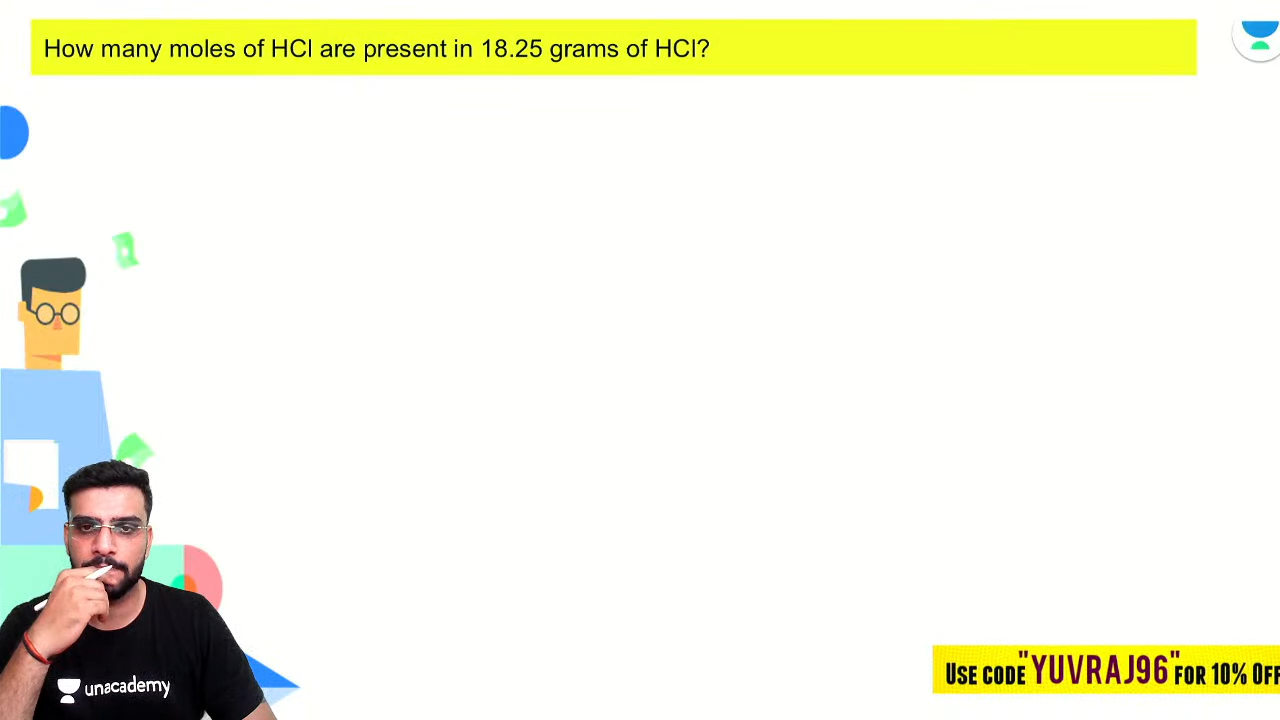 How many moles of HCl are present in 18.25 grams of HCl?
unacademy
USE CODE "YUVRAJ96" FOR 10% OFF